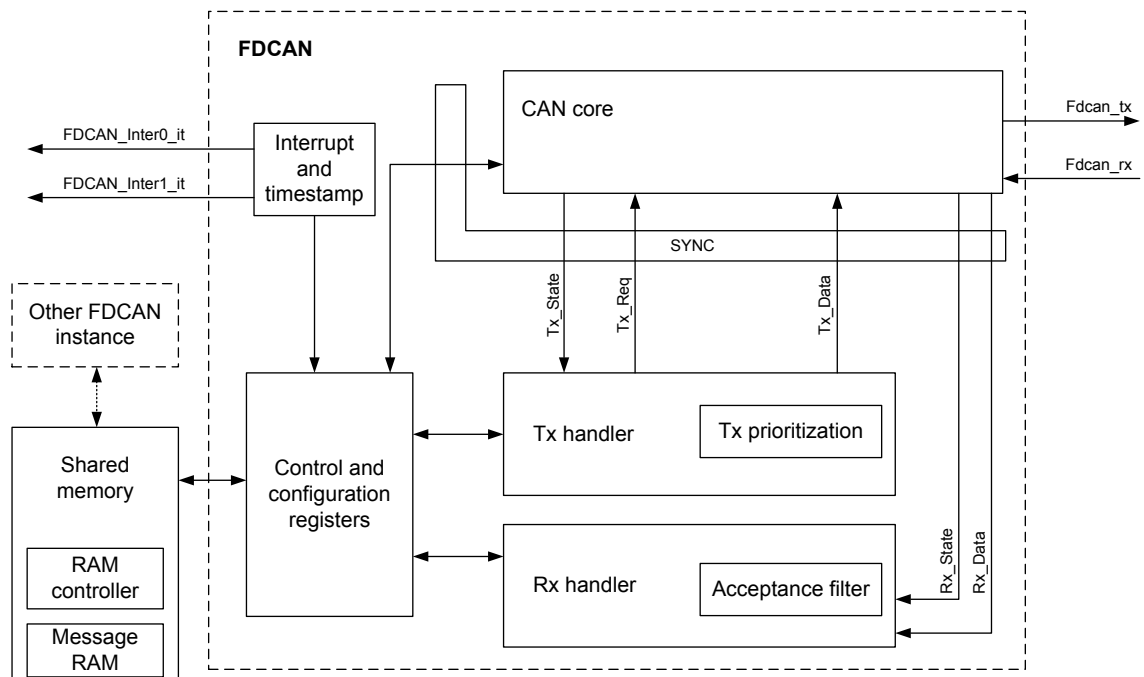 FDCAN
CAN core
Fdcan_tx
FDCAN_Inter0_it
Interrupt
and
timestamp
Fdcan_rx
FDCAN_Inter1_it
SYNC
Tx_State
Tx_Req
Tx_Data
Other FDCAN
instance
Tx handler
Tx prioritization
Shared
memory
Control and
configuration
registers
RAM
controller
Rx handler
Acceptance filter
Rx_State
Rx_Data
Message
RAM